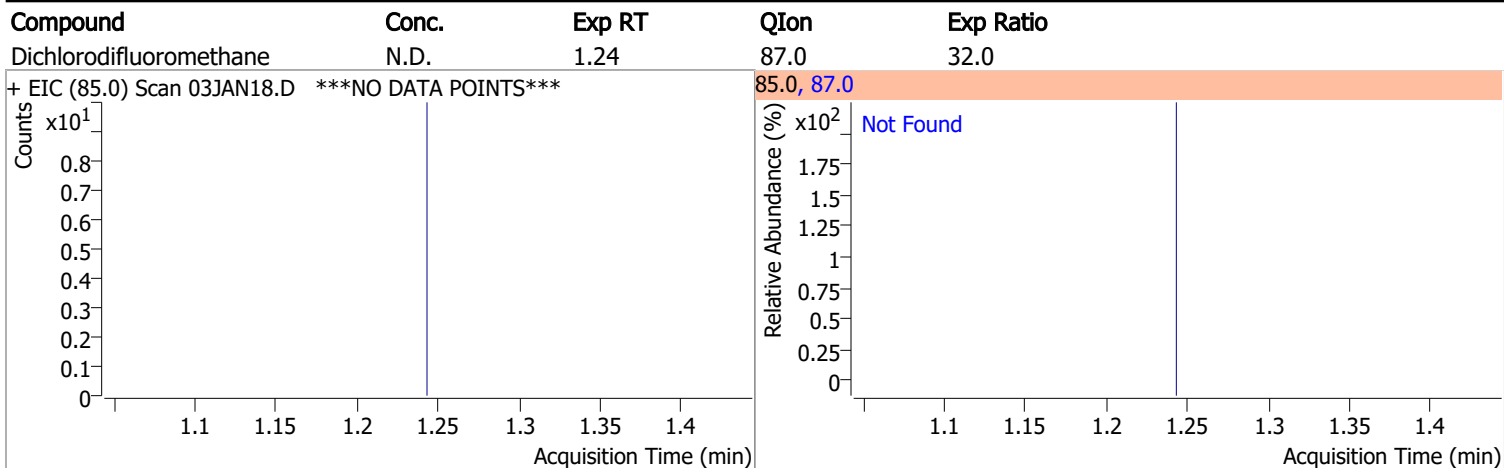 Compound Conc. Exp RT QIon Exp Ratio
Dichlorodifluoromethane N.D. 1.24 87.0 32.0
+ EIC (85.0) Scan 03JAN18.D ***NO DATA POINTS***
Counts
x10¹
0.8
0.7
0.6
0.5
0.4
0.3
0.2
0.1
0
1.1 1.15 1.2 1.25 1.3 1.35 1.4
Acquisition Time (min)
85.0, 87.0
Relative Abundance (%)
x10²
Not Found
1.75
1.5
1.25
1
0.75
0.5
0.25
0
1.1 1.15 1.2 1.25 1.3 1.35 1.4
Acquisition Time (min)